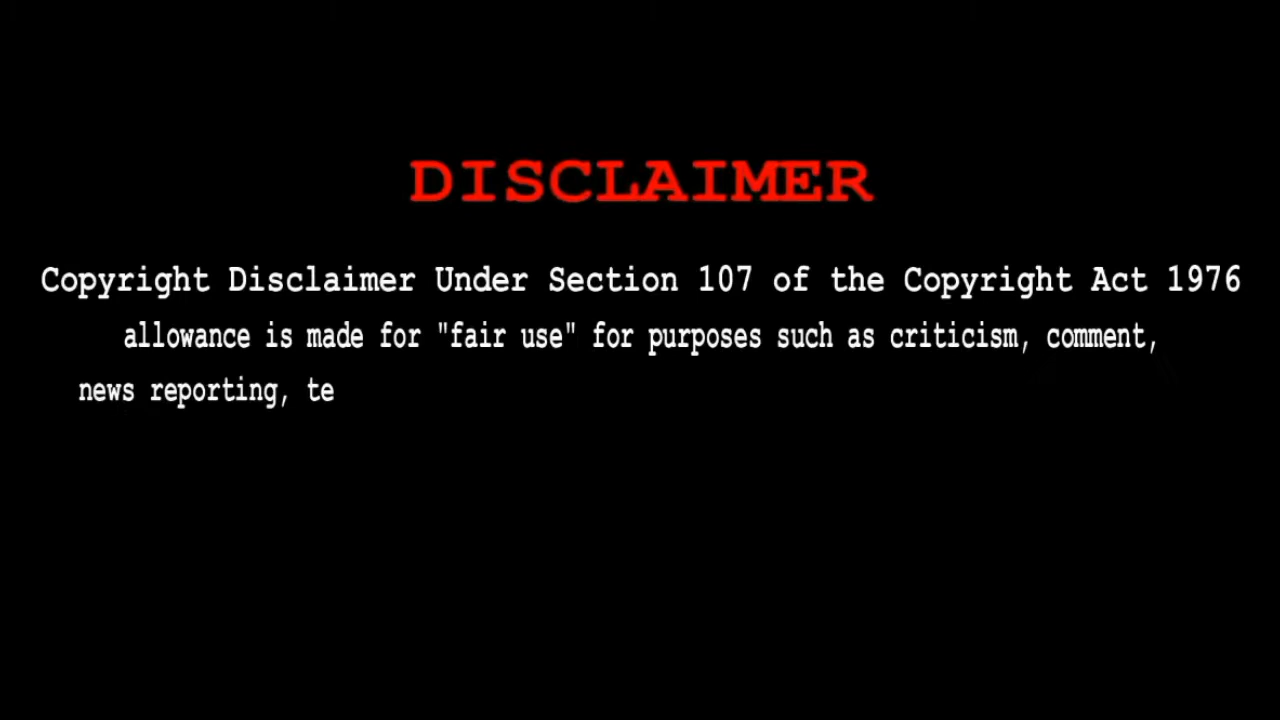 DISCLAIMER
Copyright Disclaimer Under Section 107 of the Copyright Act 1976
allowance is made for "fair use" for purposes such as criticism, comment,
news reporting, te